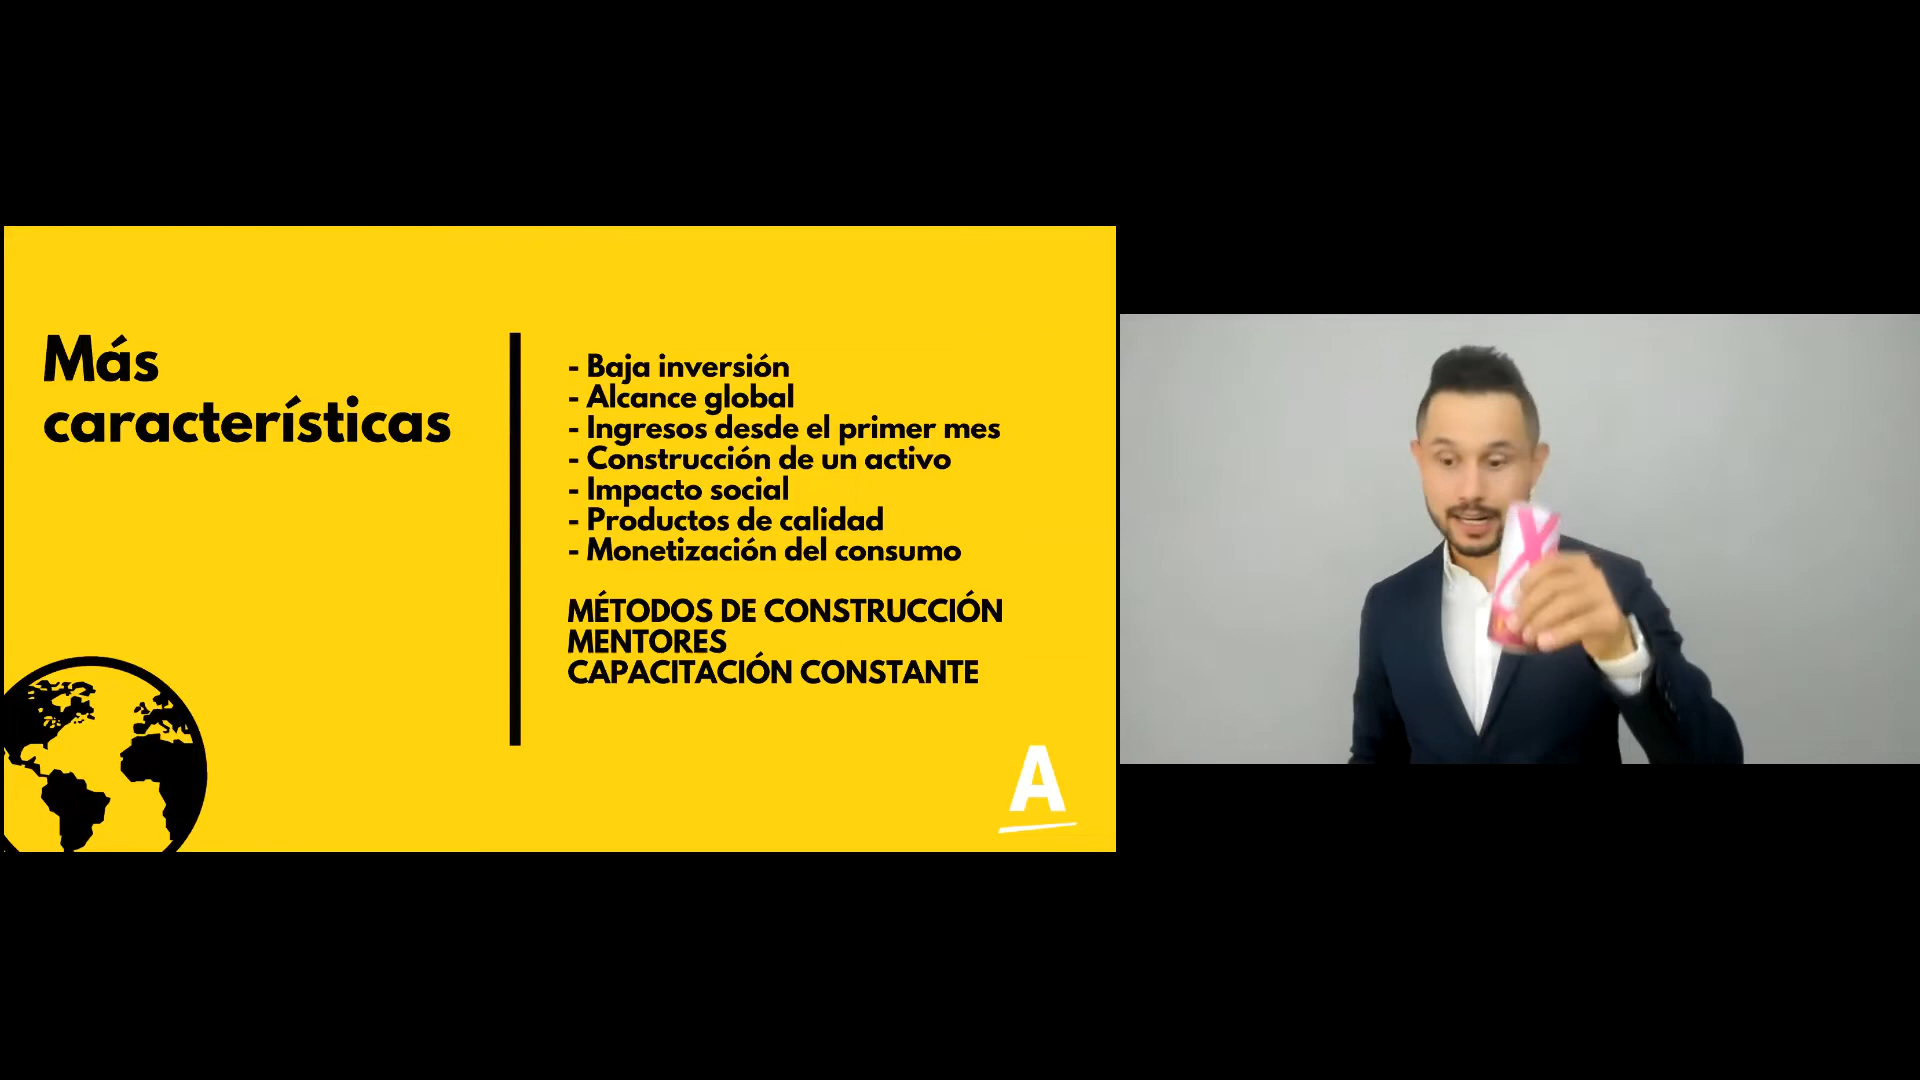 Más
características
- Baja inversión
- Alcance global
- Ingresos desde el primer mes
- Construcción de un activo
- Impacto social
- Productos de calidad
- Monetización del consumo
MÉTODOS DE CONSTRUCCIÓN
MENTORES
CAPACITACIÓN CONSTANTE
A